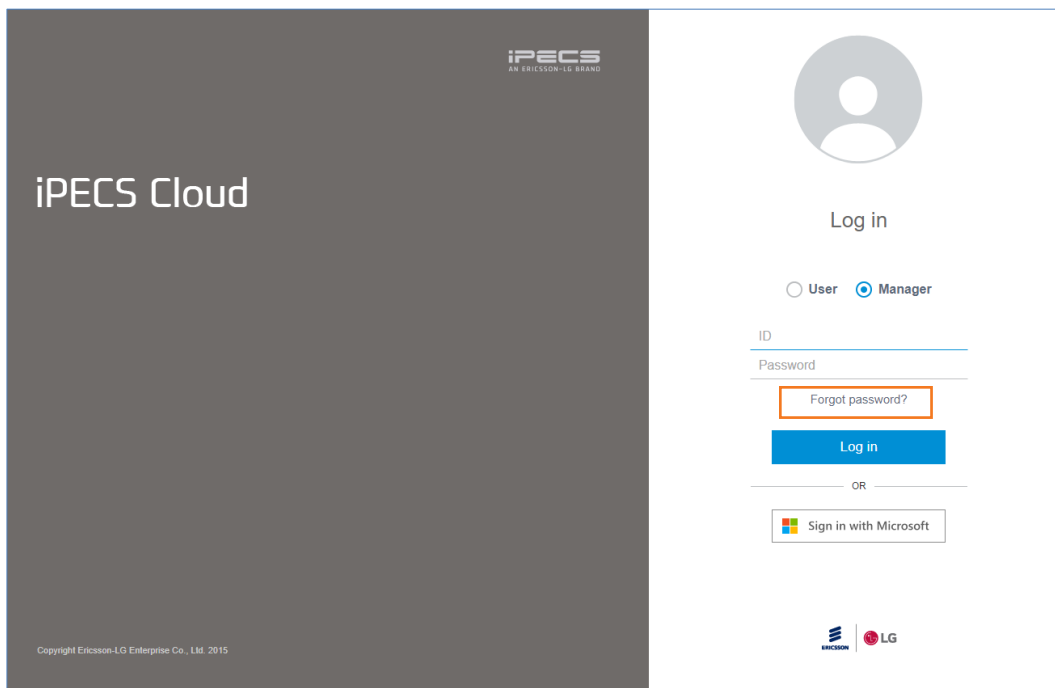 iPECS
AN ERICSSON-LG BRAND
iPECS Cloud
Copyright Ericsson-LG Enterprise Co., Ltd. 2015
Log in
User Manager
ID
Password
Forgot password?
Log in
OR
Sign in with Microsoft
ERICSSON LG